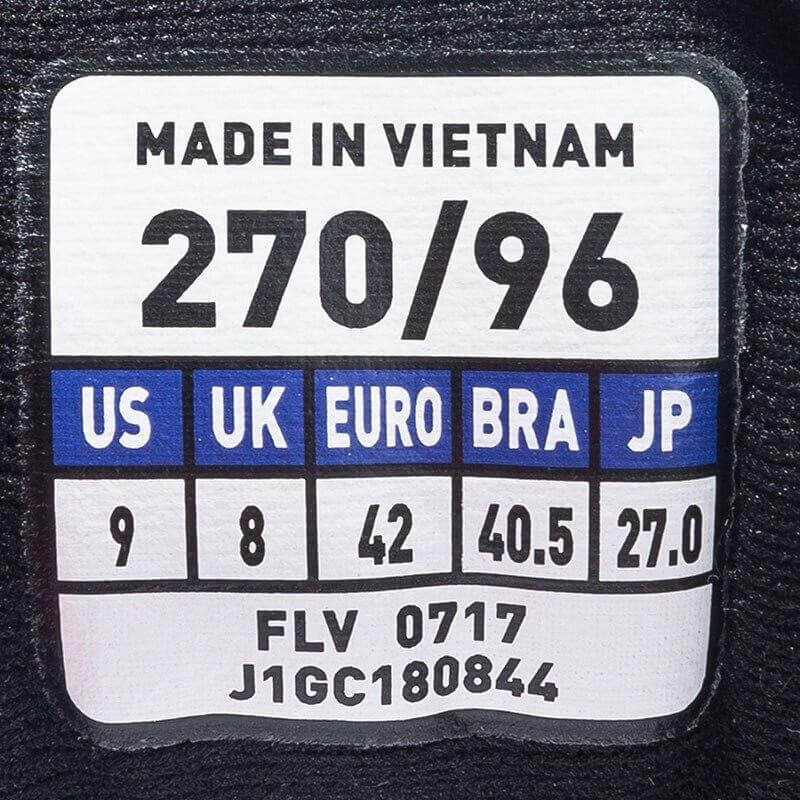 MADE IN VIETNAM
270/96
US UK EURO BRA JP
9 8 42 40.5 27.0
FLV 0717
J1GC180844